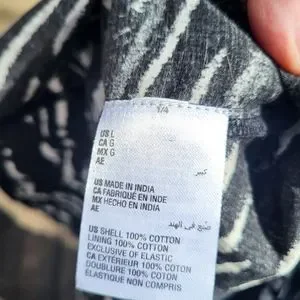 1/4
US L
CA G
MX G
AE كبير
US MADE IN INDIA
CA FABRIQUÉ EN INDE
MX HECHO EN INDIA
AE صنع في الهند
US SHELL 100% COTTON
LINING 100% COTTON
EXCLUSIVE OF ELASTIC
CA EXTÉRIEUR 100% COTON
DOUBLURE 100% COTON
ÉLASTIQUE NON COMPRIS